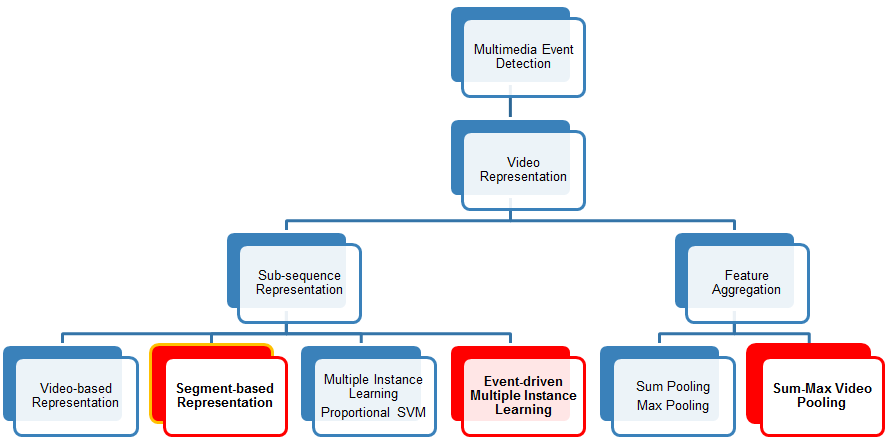 Multimedia Event
Detection
Video
Representation
Sub-sequence
Representation
Feature
Aggregation
Video-based
Representation
Segment-based
Representation
Multiple Instance
Learning
Proportional SVM
Event-driven
Multiple Instance
Learning
Sum Pooling
Max Pooling
Sum-Max Video
Pooling